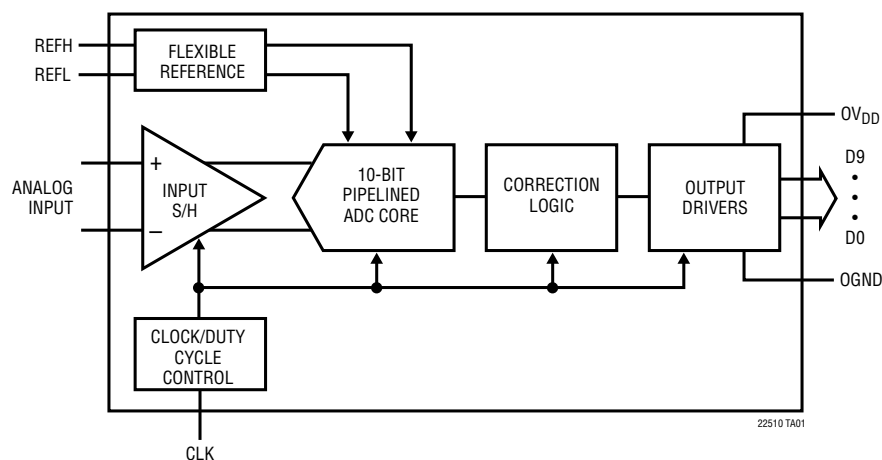 REFH
REFL
FLEXIBLE
REFERENCE
OVDD
ANALOG
INPUT
+
INPUT
S/H
–
10-BIT
PIPELINED
ADC CORE
CORRECTION
LOGIC
OUTPUT
DRIVERS
D9
•
•
•
D0
OGND
CLOCK/DUTY
CYCLE
CONTROL
CLK
22510 TA01